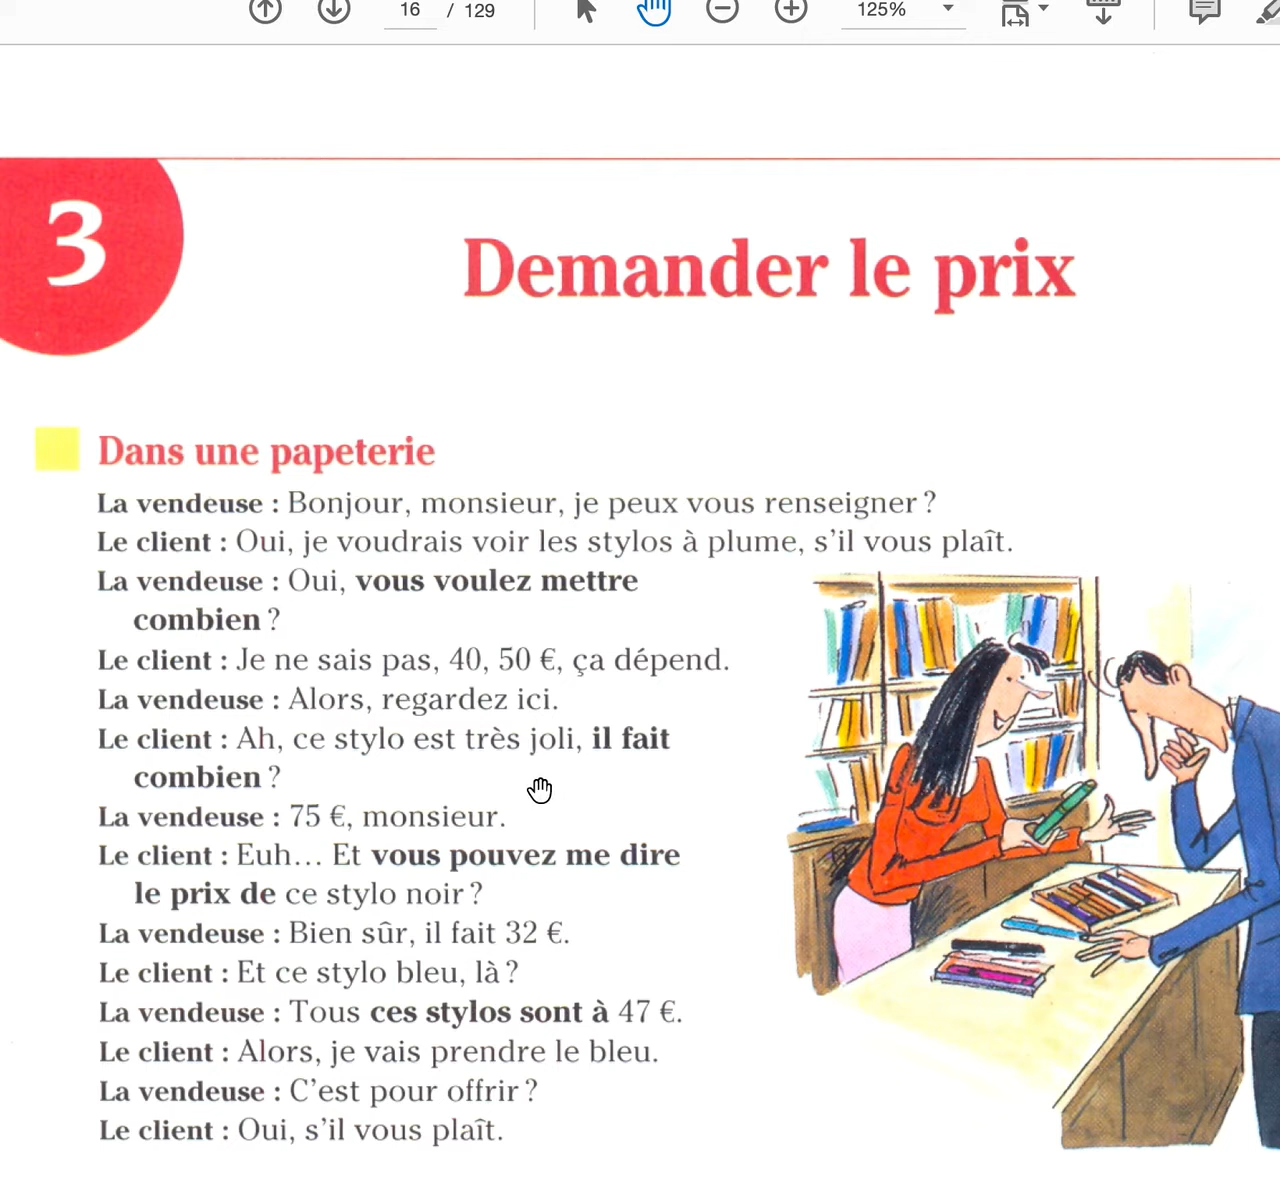 16 / 129
125%
3
Demander le prix
Dans une papeterie
La vendeuse : Bonjour, monsieur, je peux vous renseigner ?
Le client : Oui, je voudrais voir les stylos à plume, s’il vous plaît.
La vendeuse : Oui, vous voulez mettre
combien ?
Le client : Je ne sais pas, 40, 50 €, ça dépend.
La vendeuse : Alors, regardez ici.
Le client : Ah, ce stylo est très joli, il fait
combien ?
La vendeuse : 75 €, monsieur.
Le client : Euh… Et vous pouvez me dire
le prix de ce stylo noir ?
La vendeuse : Bien sûr, il fait 32 €.
Le client : Et ce stylo bleu, là ?
La vendeuse : Tous ces stylos sont à 47 €.
Le client : Alors, je vais prendre le bleu.
La vendeuse : C’est pour offrir ?
Le client : Oui, s’il vous plaît.